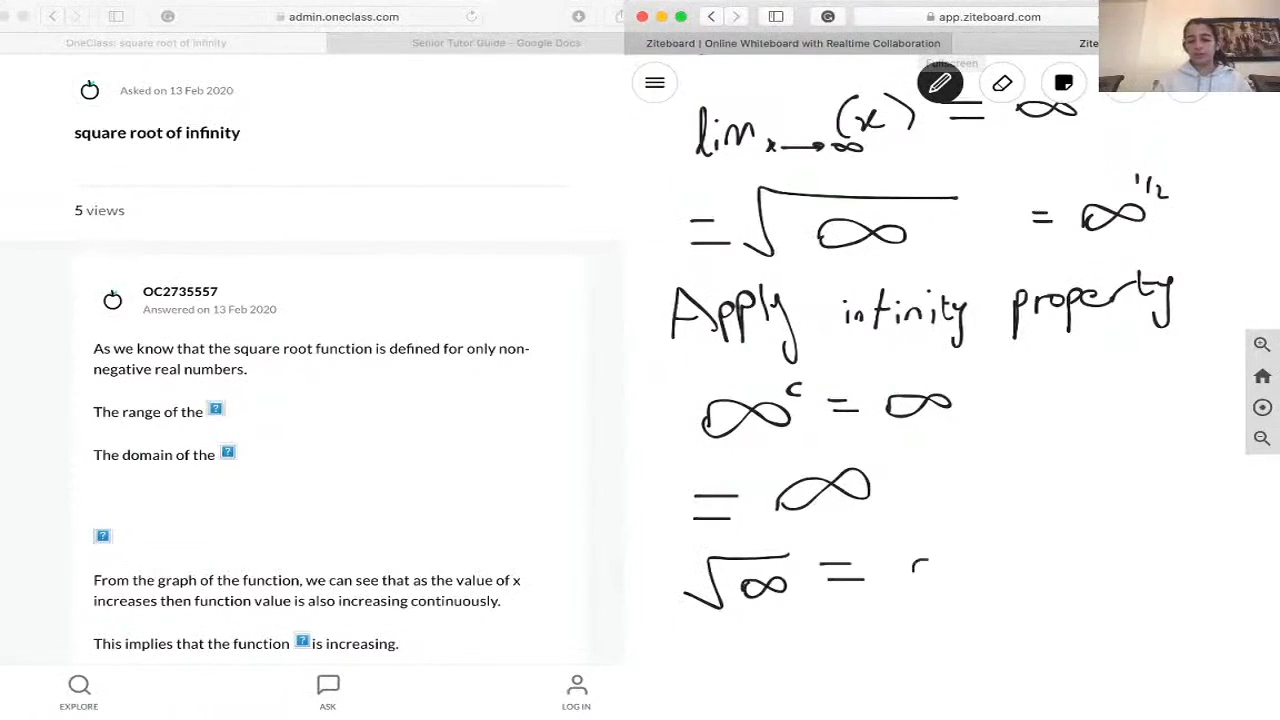 admin.oneclass.com
OneClass: square root of infinity
Senior Tutor Guide - Google Docs
Asked on 13 Feb 2020
square root of infinity
5 views
OC2735557
Answered on 13 Feb 2020
As we know that the square root function is defined for only non-
negative real numbers.
The range of the
The domain of the
From the graph of the function, we can see that as the value of x
increases then function value is also increasing continuously.
This implies that the function is increasing.
EXPLORE
ASK
LOG IN
app.ziteboard.com
Ziteboard | Online Whiteboard with Realtime Collaboration
Zite
Fullscreen
lim x→∞ (x) = ∞
= √∞ = ∞^1/2
Apply infinity property
∞^c = ∞
= ∞
√∞ =